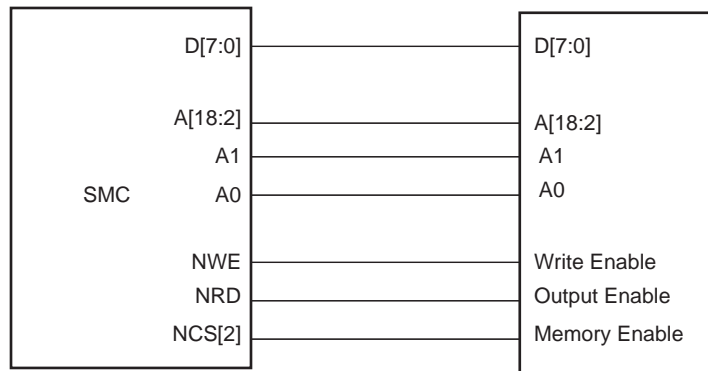 D[7:0] D[7:0]
A[18:2] A[18:2]
A1 A1
SMC A0 A0
NWE Write Enable
NRD Output Enable
NCS[2] Memory Enable